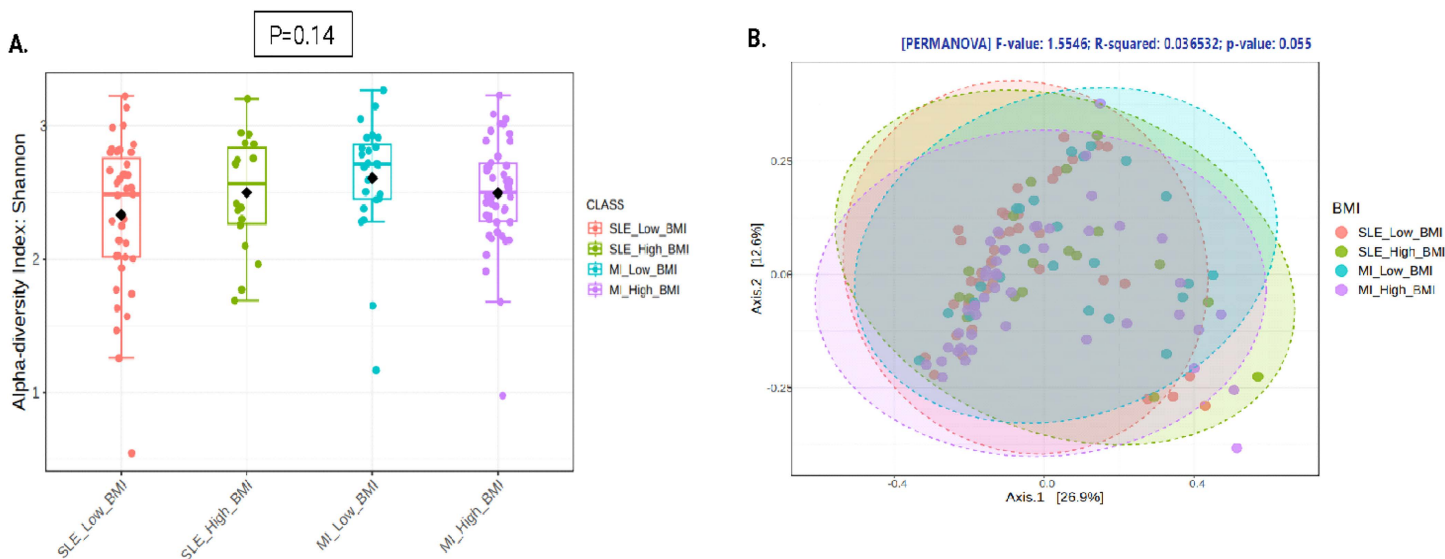 A.
P=0.14
Alpha-diversity Index: Shannon
3
2
1
SLE_Low_BMI
SLE_High_BMI
MI_Low_BMI
MI_High_BMI
CLASS
SLE_Low_BMI
SLE_High_BMI
MI_Low_BMI
MI_High_BMI
B.
[PERMANOVA] F-value: 1.5546; R-squared: 0.036532; p-value: 0.055
Axis.2 [12.6%]
0.25
0.00
-0.25
-0.4
0.0
0.4
Axis.1 [26.9%]
BMI
SLE_Low_BMI
SLE_High_BMI
MI_Low_BMI
MI_High_BMI